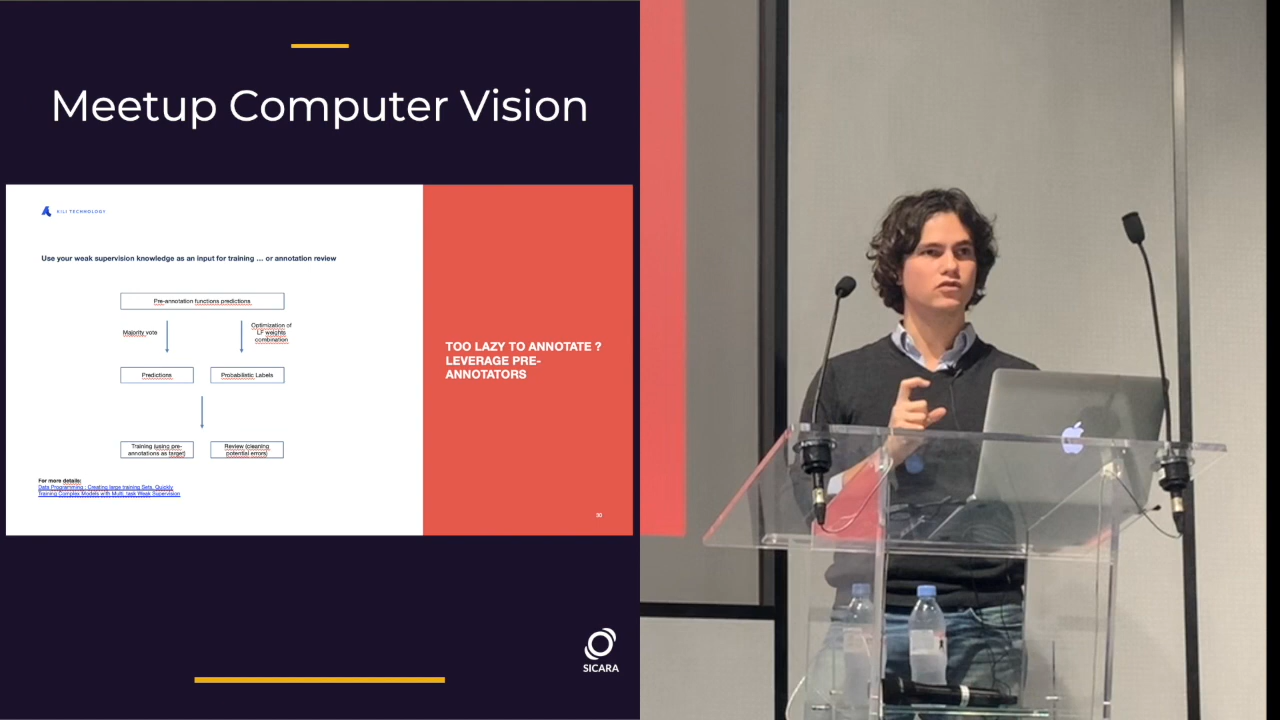 Meetup Computer Vision
KILI TECHNOLOGY
Use your weak supervision knowledge as an input for training ... or annotation review
Pre-annotation functions predictions
Majority vote
Optimization of
LF weights
combination
Predictions
Probabilistic Labels
Training (using pre-
annotations as target)
Review (cleaning
potential errors)
For more details:
Data Programming : Creating large training Sets, Quickly
Training Complex Models with Multi_task Weak Supervision
TOO LAZY TO ANNOTATE ?
LEVERAGE PRE-
ANNOTATORS
30
SICARA